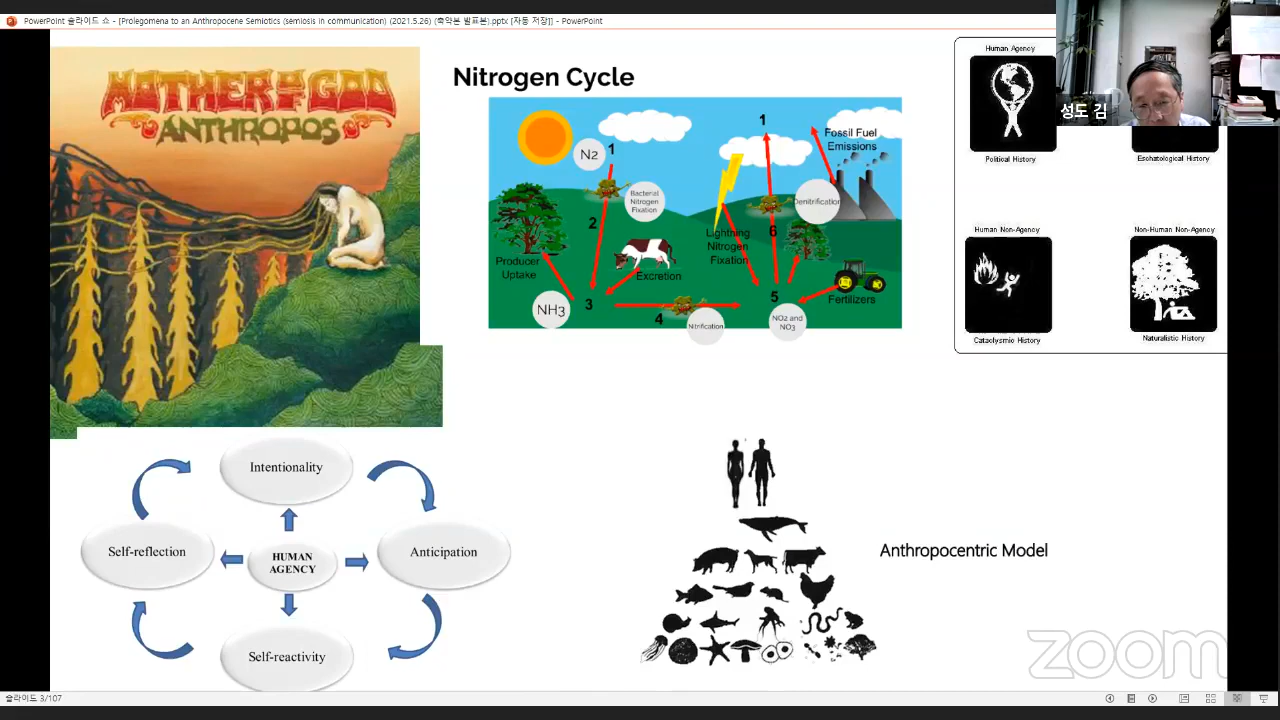 PowerPoint 슬라이드 쇼 - [Prolegomena to an Anthropocene Semiotics (semiosis in communication) (2021.5.26) (축약본 발표본).pptx [자동 저장]] - PowerPoint
MOTHER OF GOD
ANTHROPOS
Nitrogen Cycle
N2
1
Bacterial
Nitrogen
Fixation
2
Producer
Uptake
Excretion
NH3
3
4
Nitrification
1
Fossil Fuel
Emissions
Denitrification
6
Lightning
Nitrogen
Fixation
5
Fertilizers
NO2 and
NO3
Human Agency
Political History
성도 김
Eschatological History
Human Non-Agency
Cataclysmic History
Non-Human Non-Agency
Naturalistic History
Intentionality
Self-reflection
HUMAN
AGENCY
Anticipation
Self-reactivity
Anthropocentric Model
zoom
슬라이드 3/107